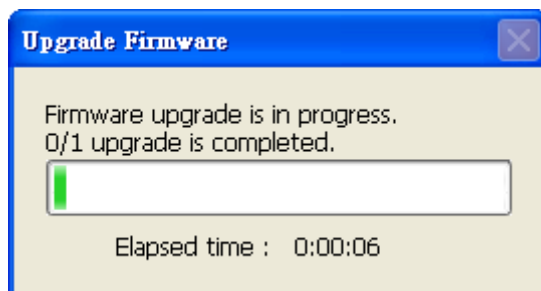 Upgrade Firmware
Firmware upgrade is in progress.
0/1 upgrade is completed.
Elapsed time : 0:00:06